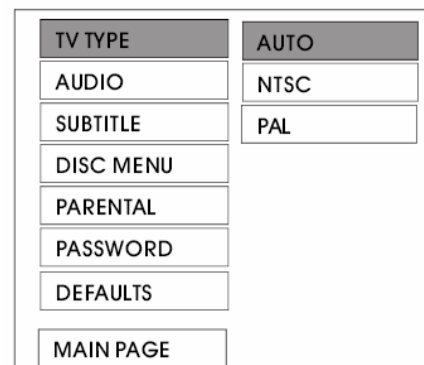 TV TYPE
AUDIO
SUBTITLE
DISC MENU
PARENTAL
PASSWORD
DEFAULTS
MAIN PAGE
AUTO
NTSC
PAL